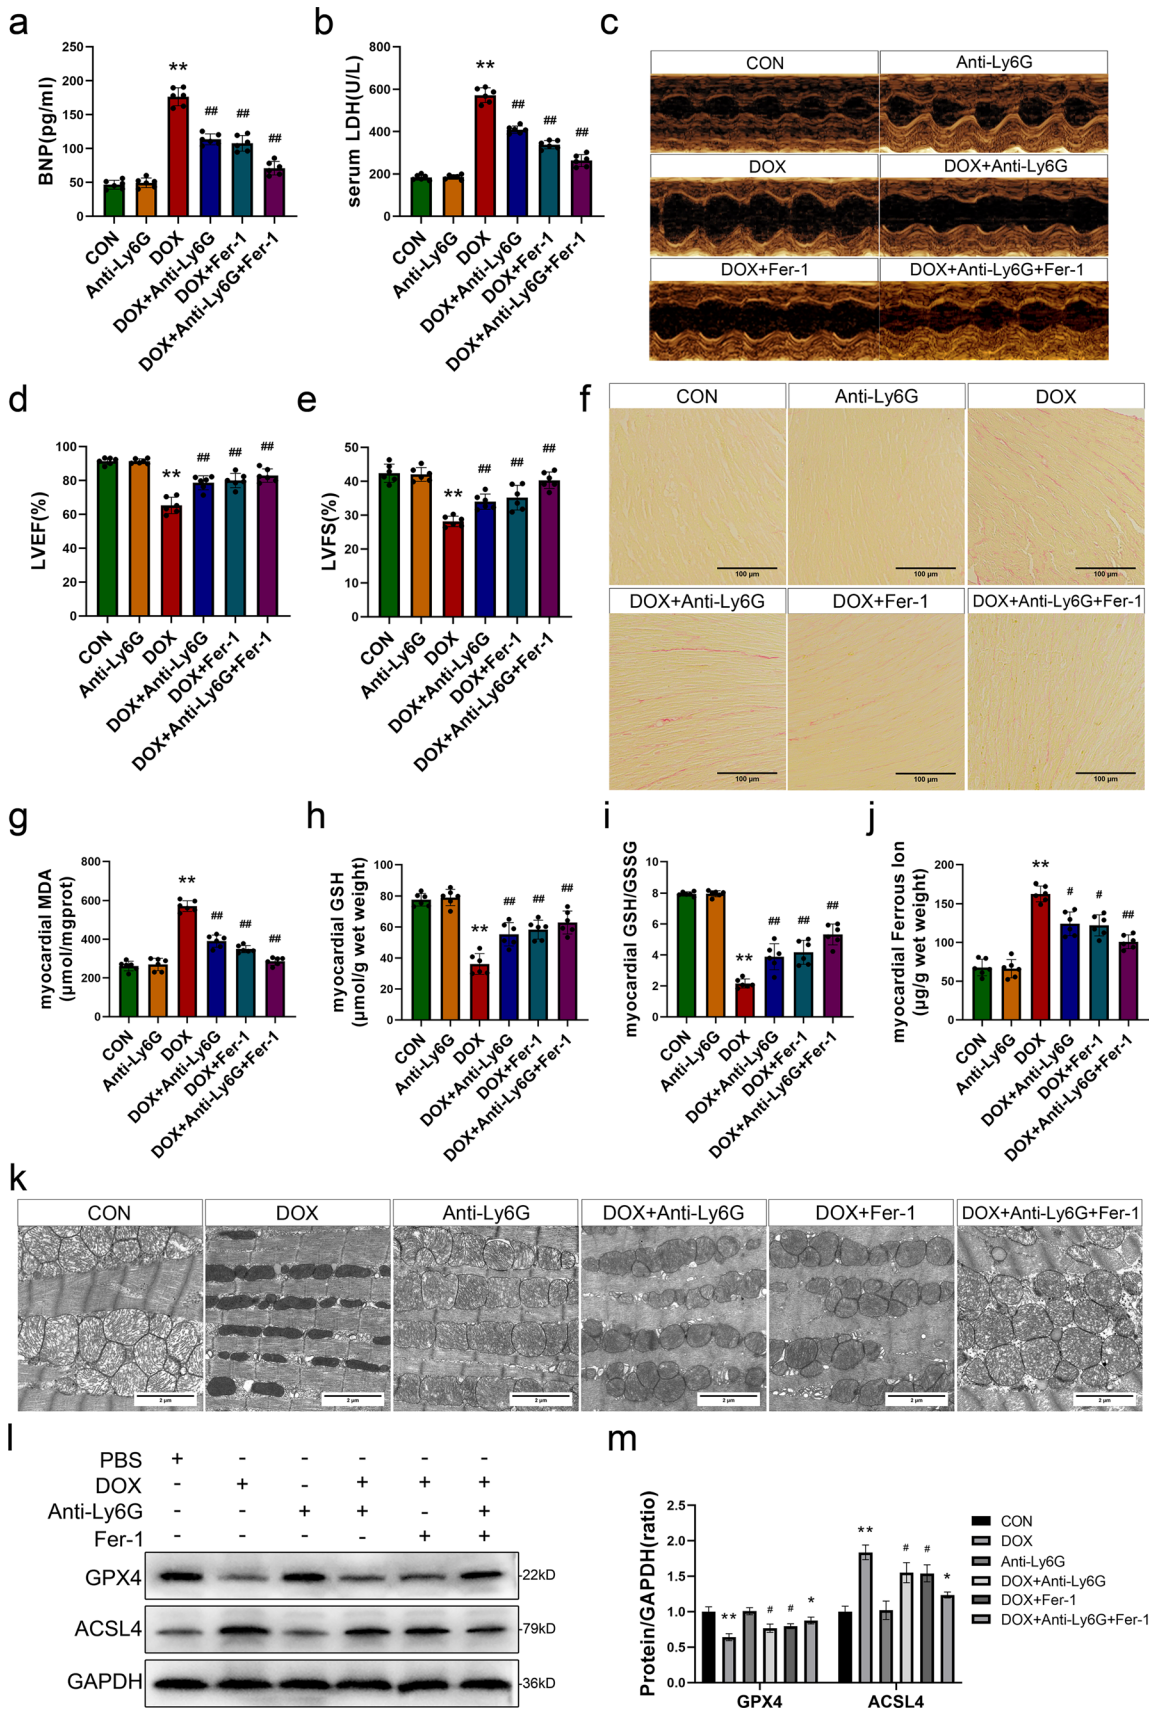 a
BNP(pg/ml)
250
200
150
100
50
0
**
##
##
##
CON
Anti-Ly6G
DOX
DOX+Anti-Ly6G
DOX+Fer-1
DOX+Anti-Ly6G+Fer-1
b
serum LDH(U/L)
800
600
400
200
0
**
##
##
##
CON
Anti-Ly6G
DOX
DOX+Anti-Ly6G
DOX+Fer-1
DOX+Anti-Ly6G+Fer-1
c
CON
Anti-Ly6G
DOX
DOX+Anti-Ly6G
DOX+Fer-1
DOX+Anti-Ly6G+Fer-1
d
LVEF(%)
100
80
60
40
20
0
**
##
##
##
CON
Anti-Ly6G
DOX
DOX+Anti-Ly6G
DOX+Fer-1
DOX+Anti-Ly6G+Fer-1
e
LVFS(%)
50
40
30
20
10
0
**
##
##
##
CON
Anti-Ly6G
DOX
DOX+Anti-Ly6G
DOX+Fer-1
DOX+Anti-Ly6G+Fer-1
f
CON
Anti-Ly6G
DOX
100 μm
100 μm
100 μm
DOX+Anti-Ly6G
DOX+Fer-1
DOX+Anti-Ly6G+Fer-1
100 μm
100 μm
100 μm
g
myocardial MDA
(μmol/mgprot)
800
600
400
200
0
**
##
##
##
CON
Anti-Ly6G
DOX
DOX+Anti-Ly6G
DOX+Fer-1
DOX+Anti-Ly6G+Fer-1
h
myocardial GSH
(μmol/g wet weight)
100
80
60
40
20
0
**
##
##
##
CON
Anti-Ly6G
DOX
DOX+Anti-Ly6G
DOX+Fer-1
DOX+Anti-Ly6G+Fer-1
i
myocardial GSH/GSSG
10
8
6
4
2
0
**
##
##
##
CON
Anti-Ly6G
DOX
DOX+Anti-Ly6G
DOX+Fer-1
DOX+Anti-Ly6G+Fer-1
j
myocardial Ferrous Ion
(μg/g wet weight)
200
150
100
50
0
**
#
#
##
CON
Anti-Ly6G
DOX
DOX+Anti-Ly6G
DOX+Fer-1
DOX+Anti-Ly6G+Fer-1
k
CON
DOX
Anti-Ly6G
DOX+Anti-Ly6G
DOX+Fer-1
DOX+Anti-Ly6G+Fer-1
2 μm
2 μm
2 μm
2 μm
2 μm
2 μm
l
PBS + - - - - -
DOX - + - + + +
Anti-Ly6G - - + + - +
Fer-1 - - - - + +
GPX4 -22kD
ACSL4 -79kD
GAPDH -36kD
m
Protein/GAPDH(ratio)
2.5
2.0
1.5
1.0
0.5
0.0
**
#
#
*
**
#
#
*
GPX4
ACSL4
CON
DOX
Anti-Ly6G
DOX+Anti-Ly6G
DOX+Fer-1
DOX+Anti-Ly6G+Fer-1